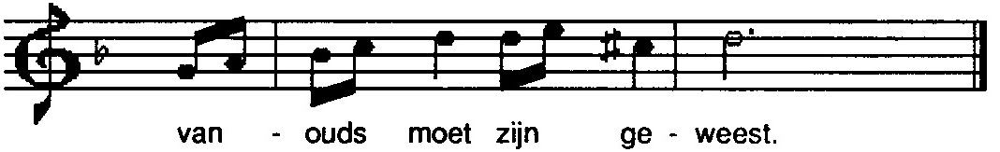 van - ouds moet zijn ge - weest.